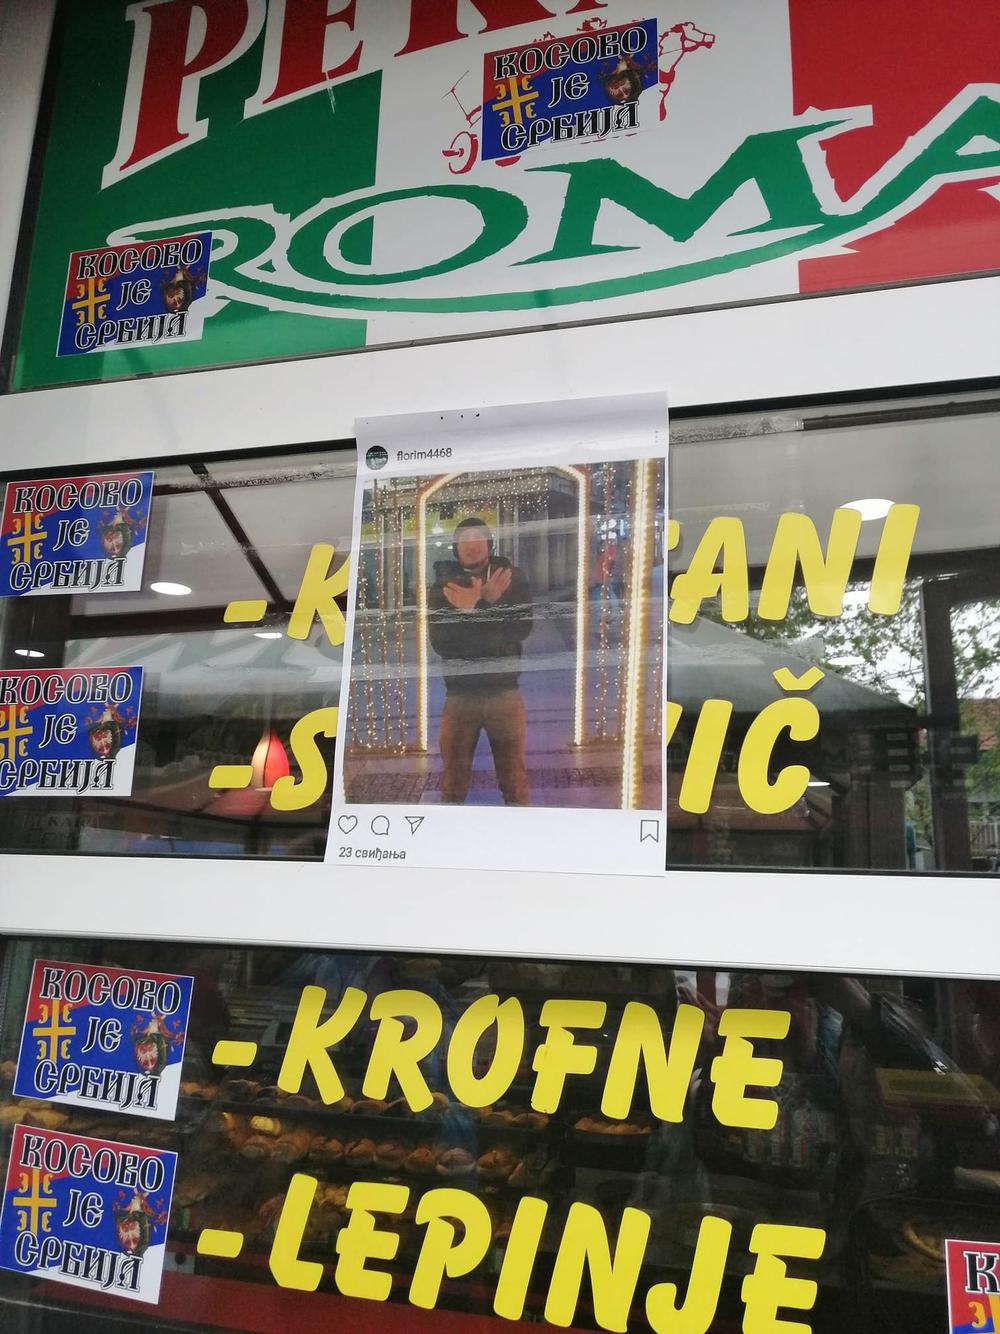 КОСОВО
ЈЕ
СРБИЈА
ROMA
КОСОВО
ЈЕ
СРБИЈА
florim4468
КОСОВО
ЈЕ
СРБИЈА
ANI
КОСОВО
ЈЕ
СРБИЈА
IČ
23 свиђања
КОСОВО
ЈЕ
СРБИЈА
-KROFNE
КОСОВО
ЈЕ
СРБИЈА
-LEPINJE